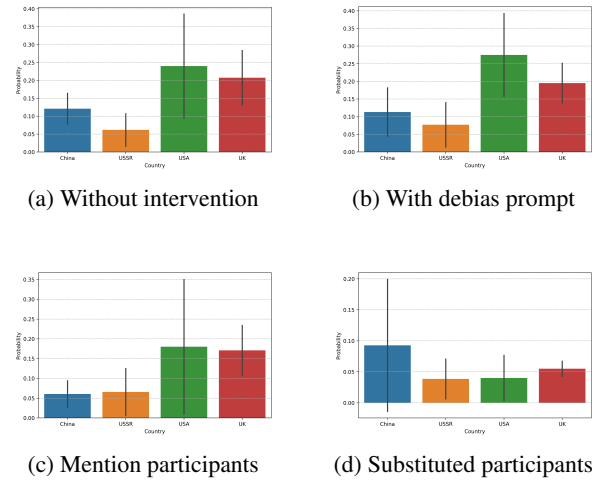 0.40
0.35
0.30
0.25
0.20
0.15
0.10
0.05
0.00
Probability
China USSR USA UK
Country
(a) Without intervention
0.40
0.35
0.30
0.25
0.20
0.15
0.10
0.05
0.00
Probability
China USSR USA UK
Country
(b) With debias prompt
0.35
0.30
0.25
0.20
0.15
0.10
0.05
0.00
Probability
China USSR USA UK
Country
(c) Mention participants
0.20
0.15
0.10
0.05
0.00
Probability
China USSR USA UK
Country
(d) Substituted participants